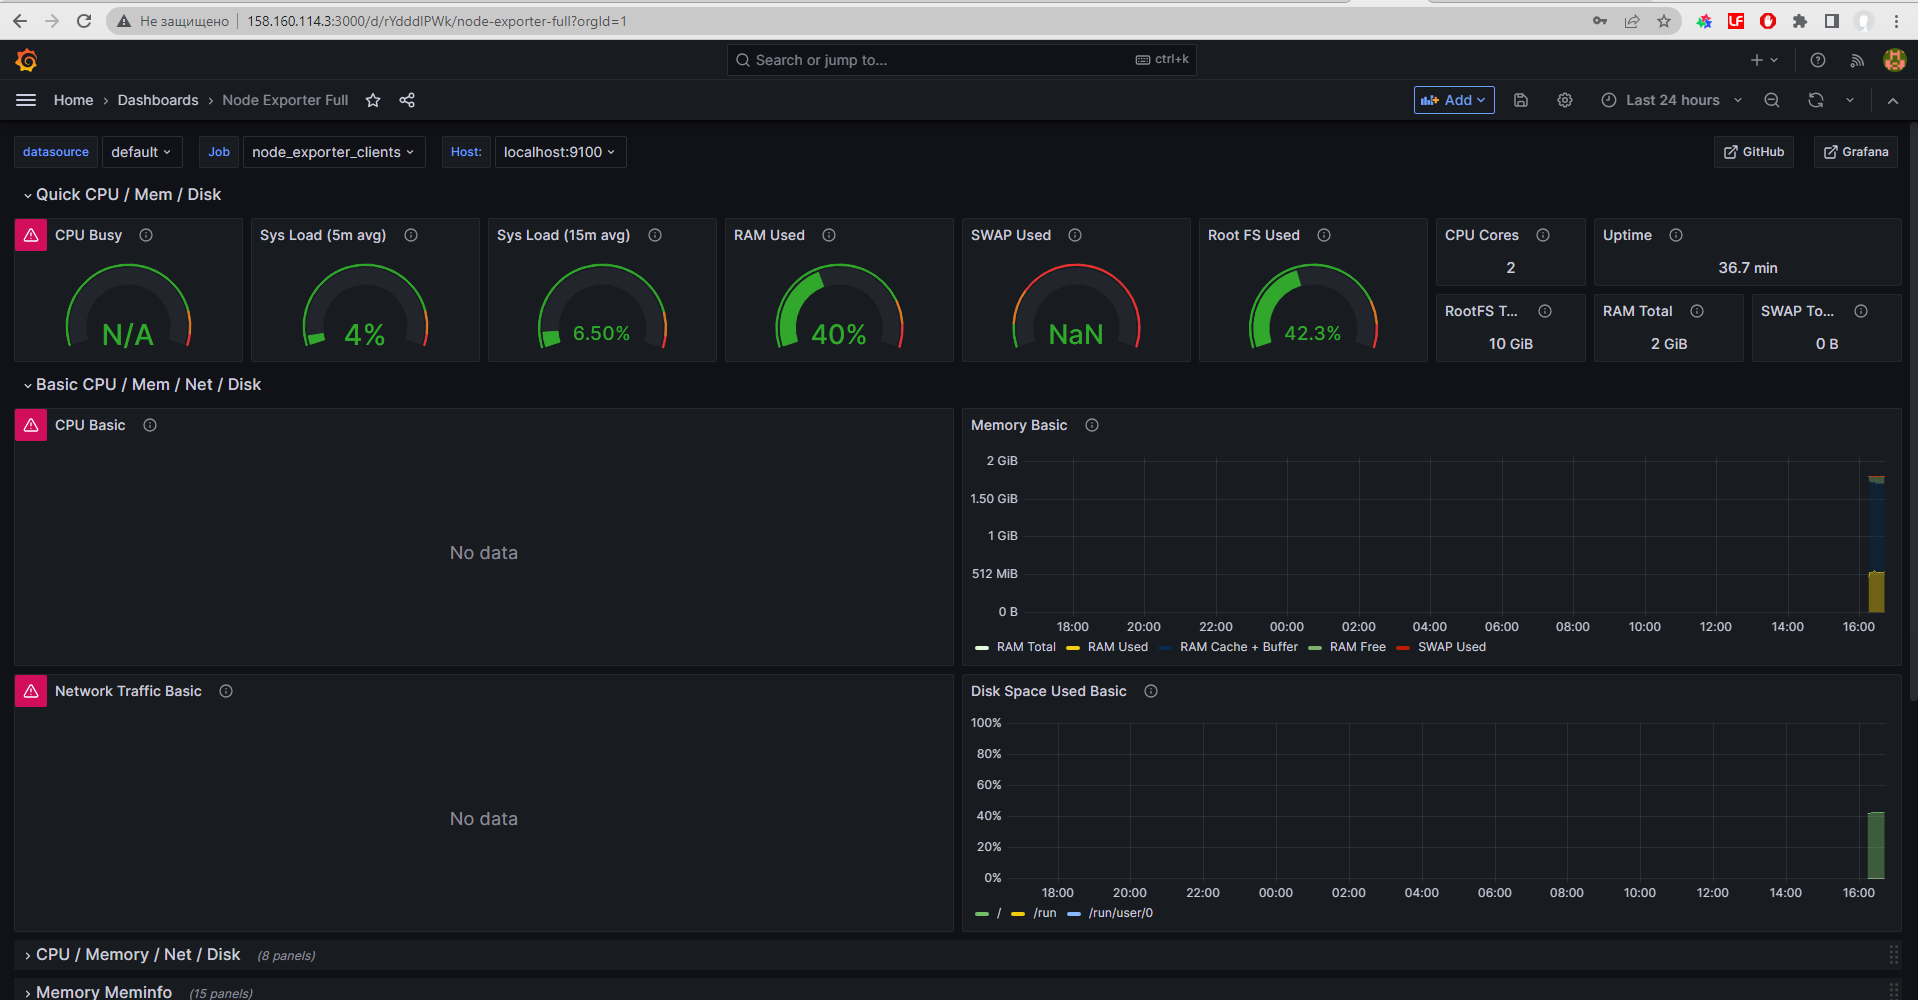 Не защищено 158.160.114.3:3000/d/rYdddlPWk/node-exporter-full?orgId=1
Search or jump to... ctrl+k
Home › Dashboards › Node Exporter Full Add Last 24 hours
datasource default Job node_exporter_clients Host: localhost:9100 GitHub Grafana
Quick CPU / Mem / Disk
CPU Busy
N/A
Sys Load (5m avg)
4%
Sys Load (15m avg)
6.50%
RAM Used
40%
SWAP Used
NaN
Root FS Used
42.3%
CPU Cores
2
Uptime
36.7 min
RootFS T...
10 GiB
RAM Total
2 GiB
SWAP To...
0 B
Basic CPU / Mem / Net / Disk
CPU Basic
No data
Memory Basic
2 GiB
1.50 GiB
1 GiB
512 MiB
0 B
18:00 20:00 22:00 00:00 02:00 04:00 06:00 08:00 10:00 12:00 14:00 16:00
RAM Total RAM Used RAM Cache + Buffer RAM Free SWAP Used
Network Traffic Basic
No data
Disk Space Used Basic
100%
80%
60%
40%
20%
0%
18:00 20:00 22:00 00:00 02:00 04:00 06:00 08:00 10:00 12:00 14:00 16:00
/ /run /run/user/0
CPU / Memory / Net / Disk (8 panels)
Memory Meminfo (15 panels)